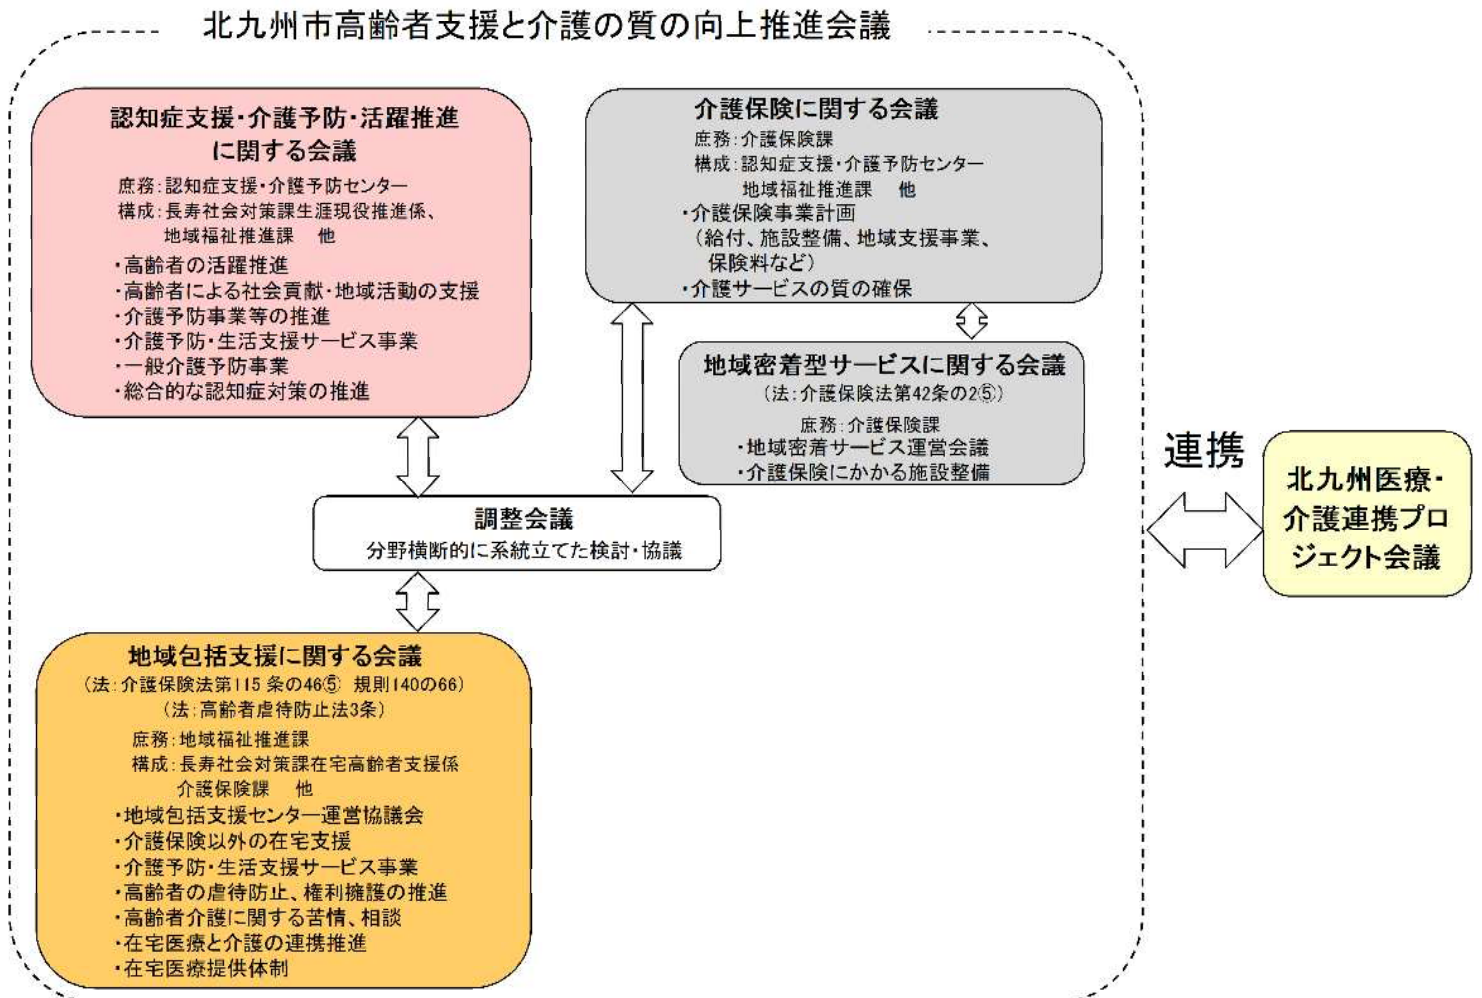 北九州市高齢者支援と介護の質の向上推進会議
認知症支援・介護予防・活躍推進
に関する会議
庶務：認知症支援・介護予防センター
構成：長寿社会対策課生涯現役推進係、
地域福祉推進課　他
・高齢者の活躍推進
・高齢者による社会貢献・地域活動の支援
・介護予防事業等の推進
・介護予防・生活支援サービス事業
・一般介護予防事業
・総合的な認知症対策の推進
介護保険に関する会議
庶務：介護保険課
構成：認知症支援・介護予防センター
地域福祉推進課　他
・介護保険事業計画
（給付、施設整備、地域支援事業、
保険料など）
・介護サービスの質の確保
地域密着型サービスに関する会議
（法：介護保険法第42条の2⑤）
庶務：介護保険課
・地域密着サービス運営会議
・介護保険にかかる施設整備
調整会議
分野横断的に系統立てた検討・協議
連携
北九州医療・
介護連携プロ
ジェクト会議
地域包括支援に関する会議
（法：介護保険法第115 条の46⑤ 規則140の66）
（法：高齢者虐待防止法3条）
庶務：地域福祉推進課
構成：長寿社会対策課在宅高齢者支援係
介護保険課　他
・地域包括支援センター運営協議会
・介護保険以外の在宅支援
・介護予防・生活支援サービス事業
・高齢者の虐待防止、権利擁護の推進
・高齢者介護に関する苦情、相談
・在宅医療と介護の連携推進
・在宅医療提供体制